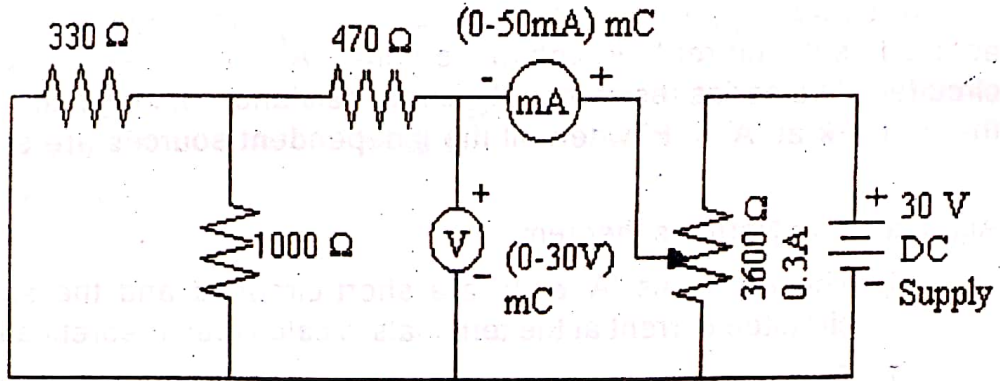 330 Ω
470 Ω
(0-50mA) mC
- mA +
1000 Ω
+
V
-
(0-30V)
mC
3600 Ω
0.3A
+ 30 V
DC
- Supply